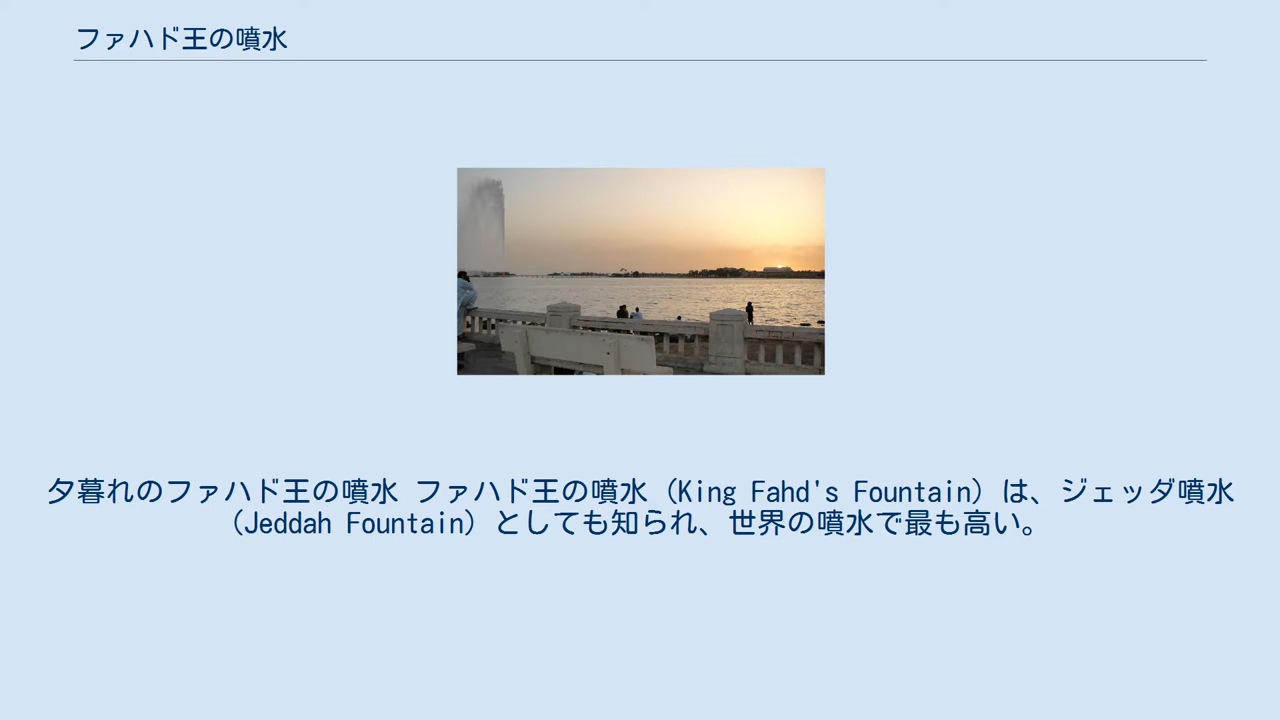 ファハド王の噴水
夕暮れのファハド王の噴水 ファハド王の噴水（King Fahd's Fountain）は、ジェッダ噴水
（Jeddah Fountain）としても知られ、世界の噴水で最も高い。